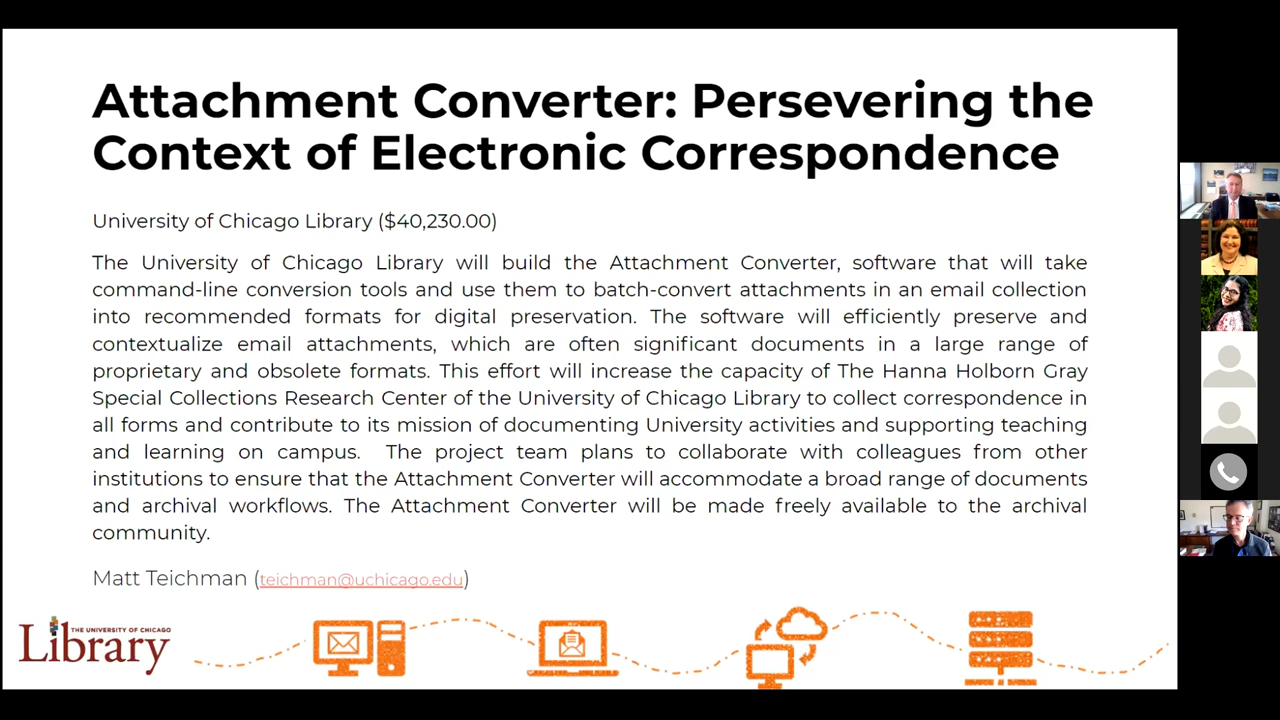 Attachment Converter: Persevering the
Context of Electronic Correspondence
University of Chicago Library ($40,230.00)
The University of Chicago Library will build the Attachment Converter, software that will take
command-line conversion tools and use them to batch-convert attachments in an email collection
into recommended formats for digital preservation. The software will efficiently preserve and
contextualize email attachments, which are often significant documents in a large range of
proprietary and obsolete formats. This effort will increase the capacity of The Hanna Holborn Gray
Special Collections Research Center of the University of Chicago Library to collect correspondence in
all forms and contribute to its mission of documenting University activities and supporting teaching
and learning on campus. The project team plans to collaborate with colleagues from other
institutions to ensure that the Attachment Converter will accommodate a broad range of documents
and archival workflows. The Attachment Converter will be made freely available to the archival
community.
Matt Teichman (teichman@uchicago.edu)
THE UNIVERSITY OF CHICAGO
Library